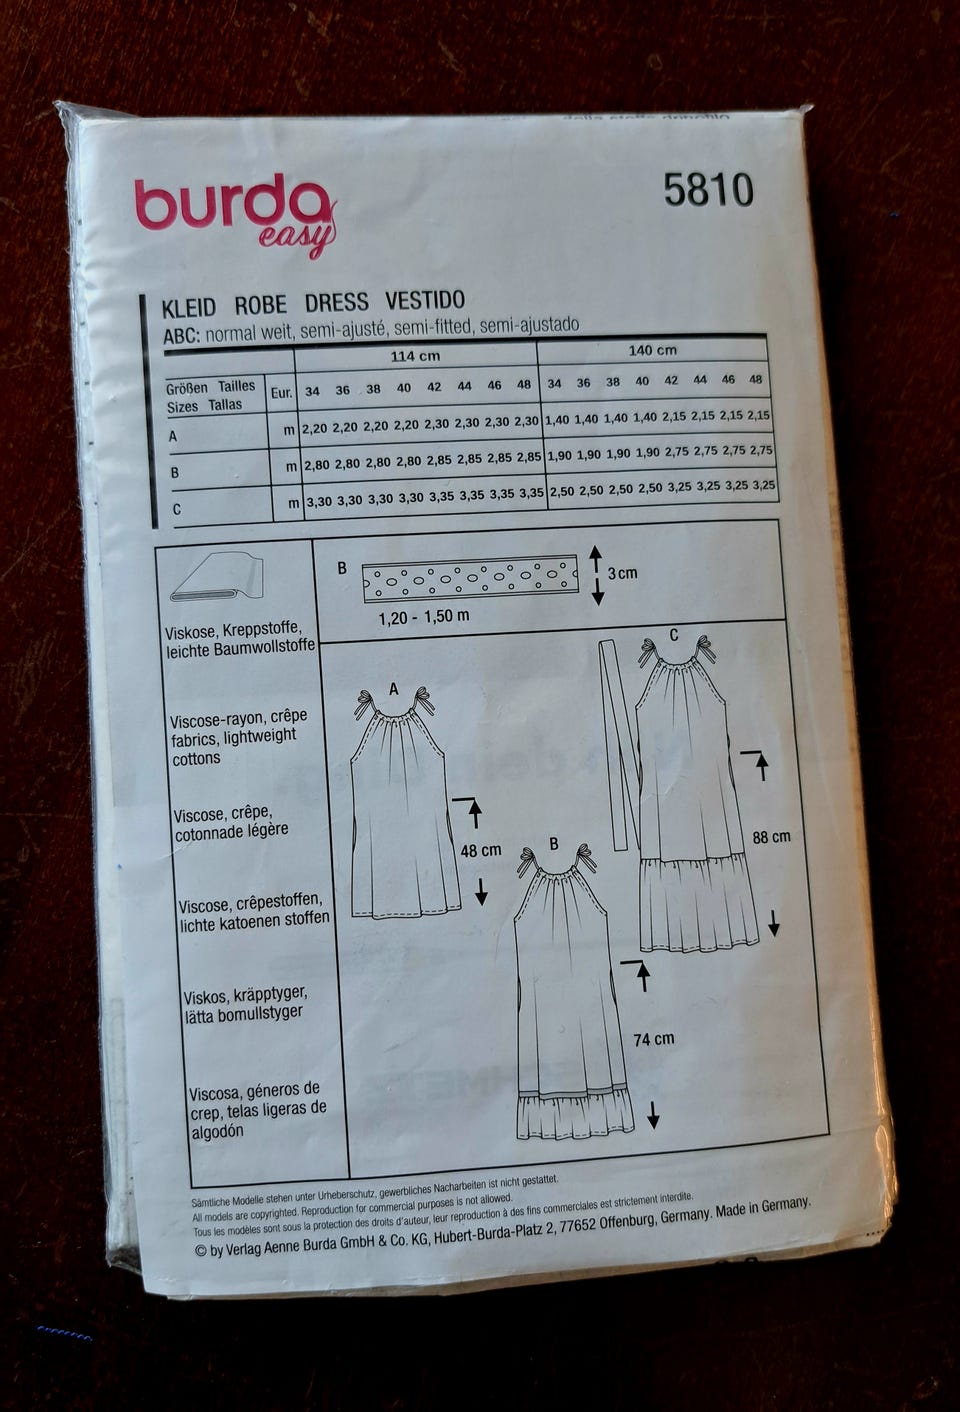 burda
easy
5810
KLEID ROBE DRESS VESTIDO
ABC: normal weit, semi-ajusté, semi-fitted, semi-ajustado
114 cm 140 cm
Größen Tailles
Sizes Tallas
Eur. 34 36 38 40 42 44 46 48 34 36 38 40 42 44 46 48
A m 2,20 2,20 2,20 2,20 2,30 2,30 2,30 2,30 1,40 1,40 1,40 1,40 2,15 2,15 2,15 2,15
B m 2,80 2,80 2,80 2,80 2,85 2,85 2,85 2,85 1,90 1,90 1,90 1,90 2,75 2,75 2,75 2,75
C m 3,30 3,30 3,30 3,30 3,35 3,35 3,35 3,35 2,50 2,50 2,50 2,50 3,25 3,25 3,25 3,25
B
3 cm
1,20 - 1,50 m
Viskose, Kreppstoffe,
leichte Baumwollstoffe
Viscose-rayon, crêpe
fabrics, lightweight
cottons
Viscose, crêpe,
cotonnade légère
Viscose, crêpestoffen,
lichte katoenen stoffen
Viskos, kräpptyger,
lätta bomullstyger
Viscosa, géneros de
crep, telas ligeras de
algodón
A
48 cm
B
74 cm
C
88 cm
Sämtliche Modelle stehen unter Urheberschutz, gewerbliches Nacharbeiten ist nicht gestattet.
All models are copyrighted. Reproduction for commercial purposes is not allowed.
Tous les modèles sont sous la protection des droits d'auteur, leur reproduction à des fins commerciales est strictement interdite.
© by Verlag Aenne Burda GmbH & Co. KG, Hubert-Burda-Platz 2, 77652 Offenburg, Germany. Made in Germany.